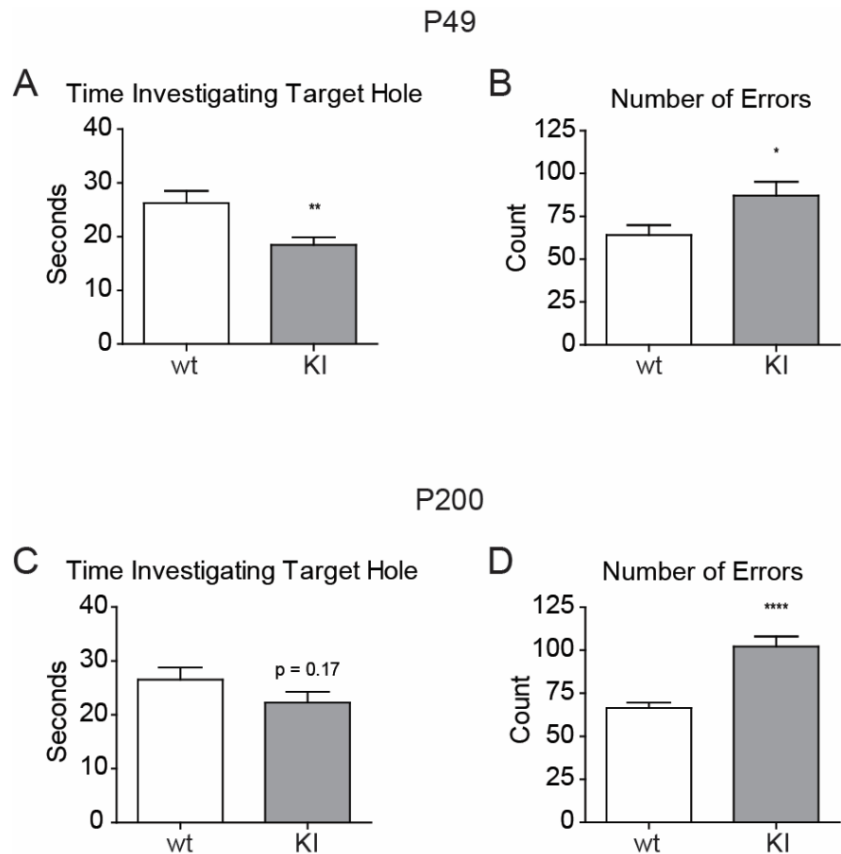 P49
A Time Investigating Target Hole
40
30
20
10
0
Seconds
**
wt KI
B Number of Errors
125
100
75
50
25
0
Count
*
wt KI
P200
C Time Investigating Target Hole
40
30
20
10
0
Seconds
p = 0.17
wt KI
D Number of Errors
125
100
75
50
25
0
Count
****
wt KI